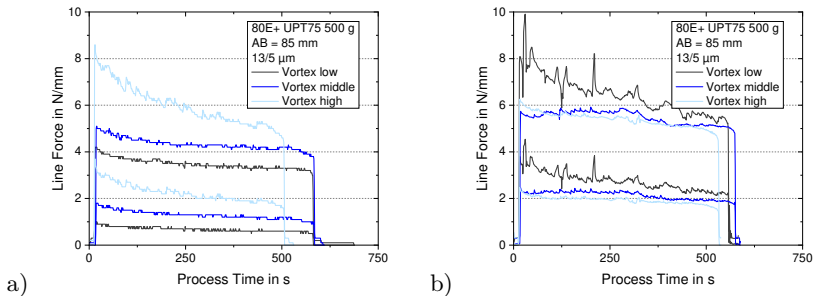 10
8
6
4
2
0
Line Force in N/mm
80E+ UPT75 500 g
AB = 85 mm
13/5 µm
Vortex low
Vortex middle
Vortex high
0 250 500 750
Process Time in s
a)
10
8
6
4
2
0
Line Force in N/mm
80E+ UPT75 500 g
AB = 85 mm
13/5 µm
Vortex low
Vortex middle
Vortex high
0 250 500 750
Process Time in s
b)